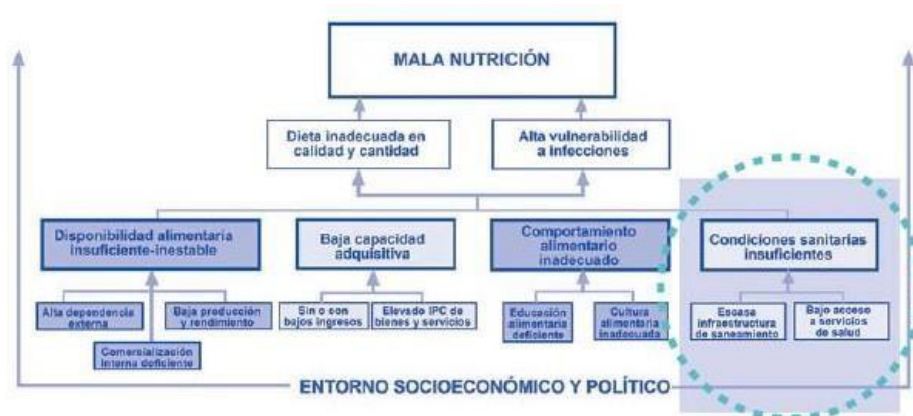 MALA NUTRICIÓN
Dieta inadecuada en
calidad y cantidad
Alta vulnerabilidad
a infecciones
Disponibilidad alimentaria
insuficiente-inestable
Baja capacidad
adquisitiva
Comportamiento
alimentario
inadecuado
Condiciones sanitarias
insuficientes
Alta dependencia
externa
Baja producción
y rendimiento
Comercialización
interna deficiente
Sin o con
bajos ingresos
Elevado IPC de
bienes y servicios
Educación
alimentaria
deficiente
Cultura
alimentaria
inadecuada
Escasa
infraestructura
de saneamiento
Bajo acceso
a servicios
de salud
ENTORNO SOCIOECONÓMICO Y POLÍTICO